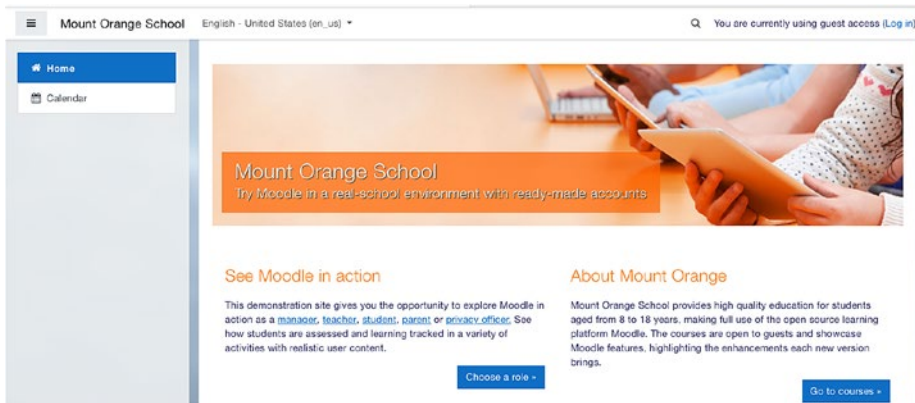 Mount Orange School English - United States (en_us) You are currently using guest access (Log in)
Home
Calendar
Mount Orange School
Try Moodle in a real-school environment with ready-made accounts
See Moodle in action
This demonstration site gives you the opportunity to explore Moodle in
action as a manager, teacher, student, parent or privacy officer. See
how students are assessed and learning tracked in a variety of
activities with realistic user content.
Choose a role »
About Mount Orange
Mount Orange School provides high quality education for students
aged from 8 to 18 years, making full use of the open source learning
platform Moodle. The courses are open to guests and showcase
Moodle features, highlighting the enhancements each new version
brings.
Go to courses »